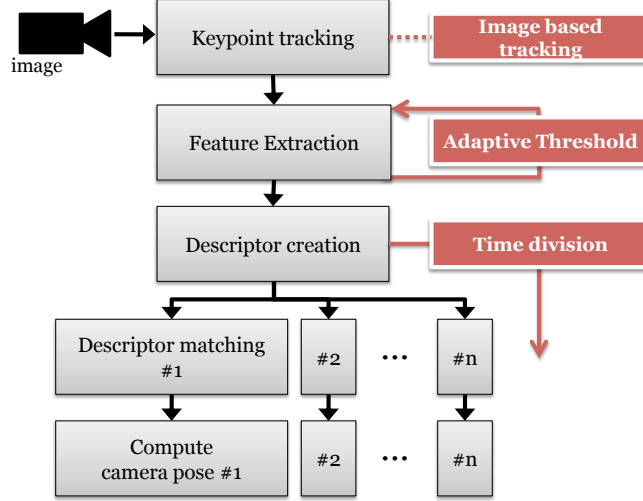 image
Keypoint tracking
Image based
tracking
Feature Extraction
Adaptive Threshold
Descriptor creation
Time division
Descriptor matching
#1
#2
...
#n
Compute
camera pose #1
#2
...
#n